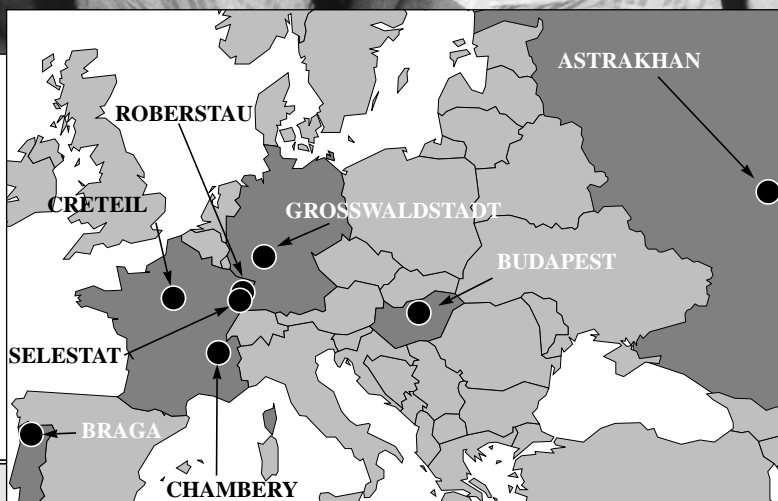 ASTRAKHAN
ROBERSTAU
CRETEIL
GROSSWALDSTADT
BUDAPEST
SELESTAT
BRAGA
CHAMBERY